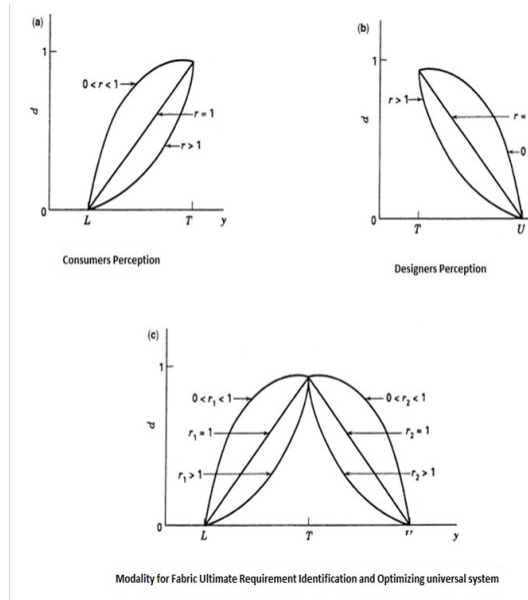 (a)
1
0<r<1
r=1
r>1
d
0
L
T
y
Consumers Perception
(b)
1
r>1
r=
0
d
0
T
U
Designers Perception
(c)
1
0<r₁<1
0<r₂<1
r₁=1
r₂=1
r₁>1
r₂>1
d
0
L
T
y
Modality for Fabric Ultimate Requirement Identification and Optimizing universal system